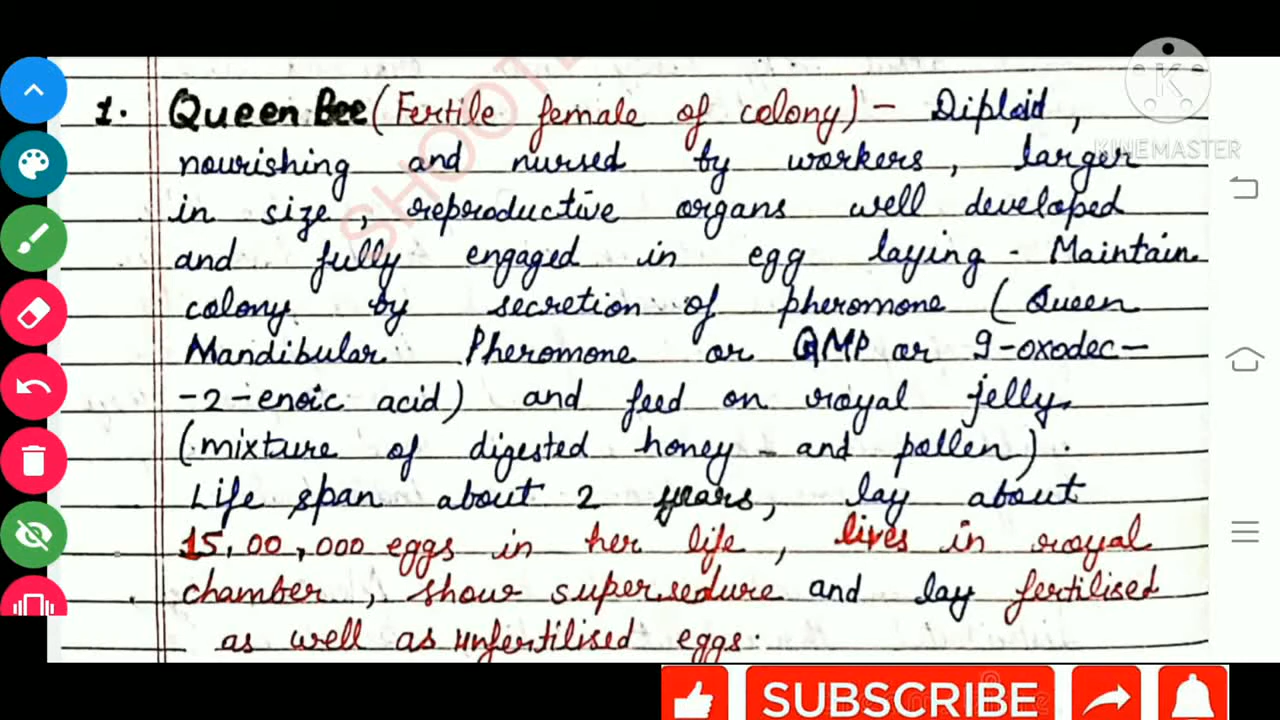 1. Queen Bee (Fertile female of colony) - Diploid,
KINEMASTER
nourishing and nursed by workers, larger
in size, reproductive organs well developed
and fully engaged in egg laying. Maintain
colony by secretion of pheromone (Queen
Mandibular Pheromone or QMP or 9-oxodec-
-2-enoic acid) and feed on royal jelly
(mixture of digested honey and pollen).
Life span about 2 years, lay about
15,00,000 eggs in her life, lives in royal
chamber, show supersedure and lay fertilised
as well as unfertilised eggs.
SUBSCRIBE